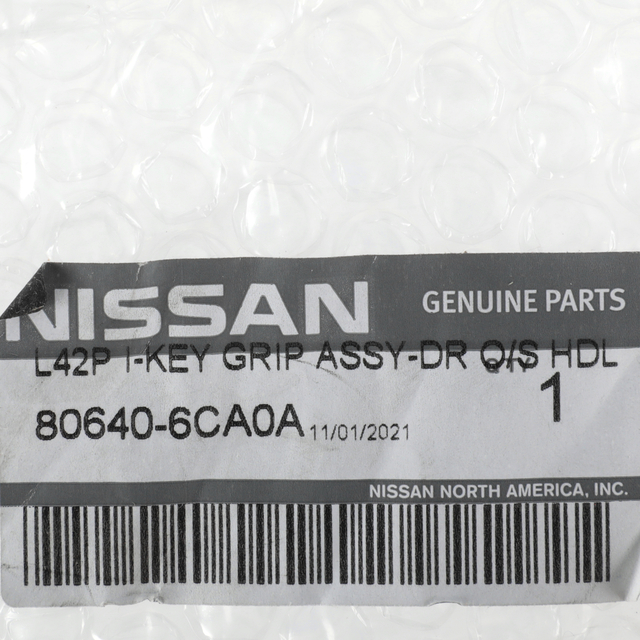 NISSAN GENUINE PARTS
L42P I-KEY GRIP ASSY-DR O/S HDL
QTY 1
80640-6CA0A 11/01/2021
NISSAN NORTH AMERICA, INC.